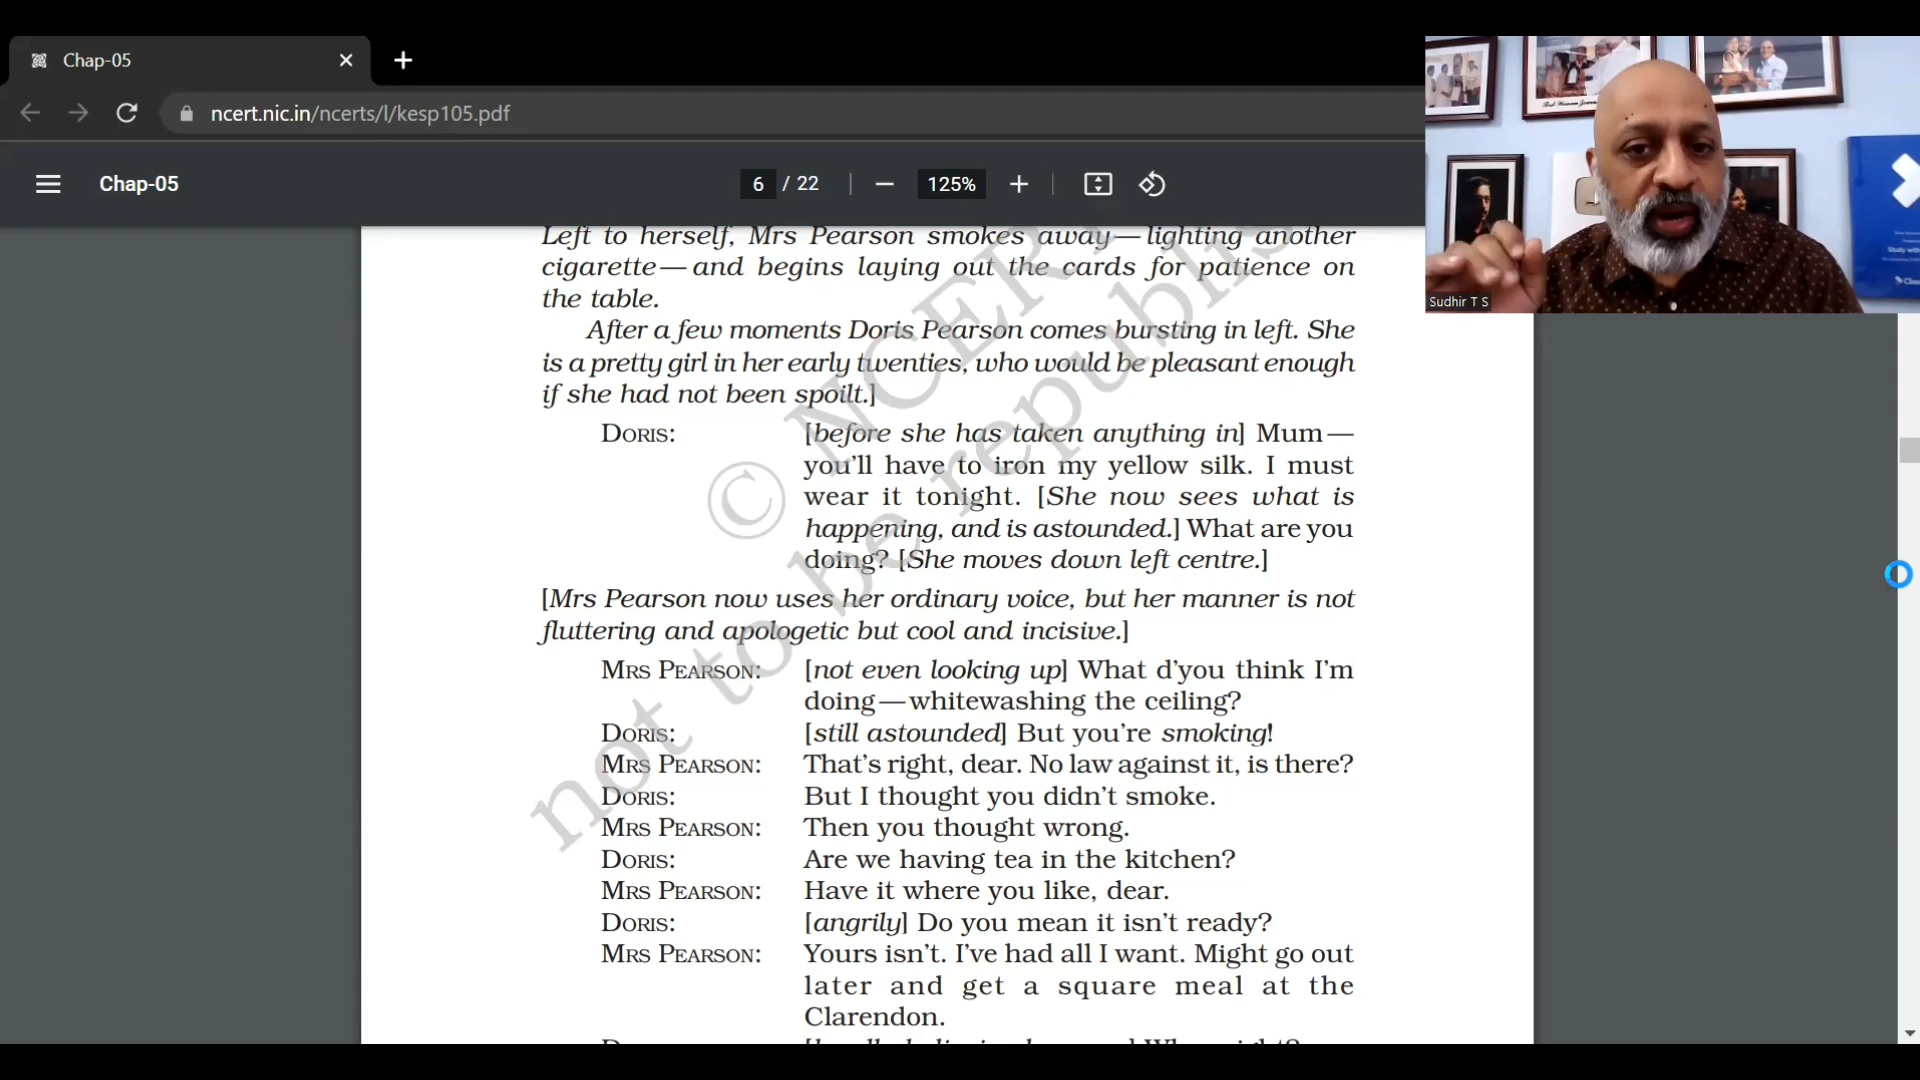 Chap-05
ncert.nic.in/ncerts/l/kesp105.pdf
Chap-05
6 / 22
125%
Sudhir T S
Left to herself, Mrs Pearson smokes away—lighting another
cigarette—and begins laying out the cards for patience on
the table.
After a few moments Doris Pearson comes bursting in left. She
is a pretty girl in her early twenties, who would be pleasant enough
if she had not been spoilt.]
DORIS: [before she has taken anything in] Mum—
you'll have to iron my yellow silk. I must
wear it tonight. [She now sees what is
happening, and is astounded.] What are you
doing? [She moves down left centre.]
[Mrs Pearson now uses her ordinary voice, but her manner is not
fluttering and apologetic but cool and incisive.]
MRS PEARSON: [not even looking up] What d'you think I'm
doing—whitewashing the ceiling?
DORIS: [still astounded] But you're smoking!
MRS PEARSON: That's right, dear. No law against it, is there?
DORIS: But I thought you didn't smoke.
MRS PEARSON: Then you thought wrong.
DORIS: Are we having tea in the kitchen?
MRS PEARSON: Have it where you like, dear.
DORIS: [angrily] Do you mean it isn't ready?
MRS PEARSON: Yours isn't. I've had all I want. Might go out
later and get a square meal at the
Clarendon.
© NCERT
not to be republis